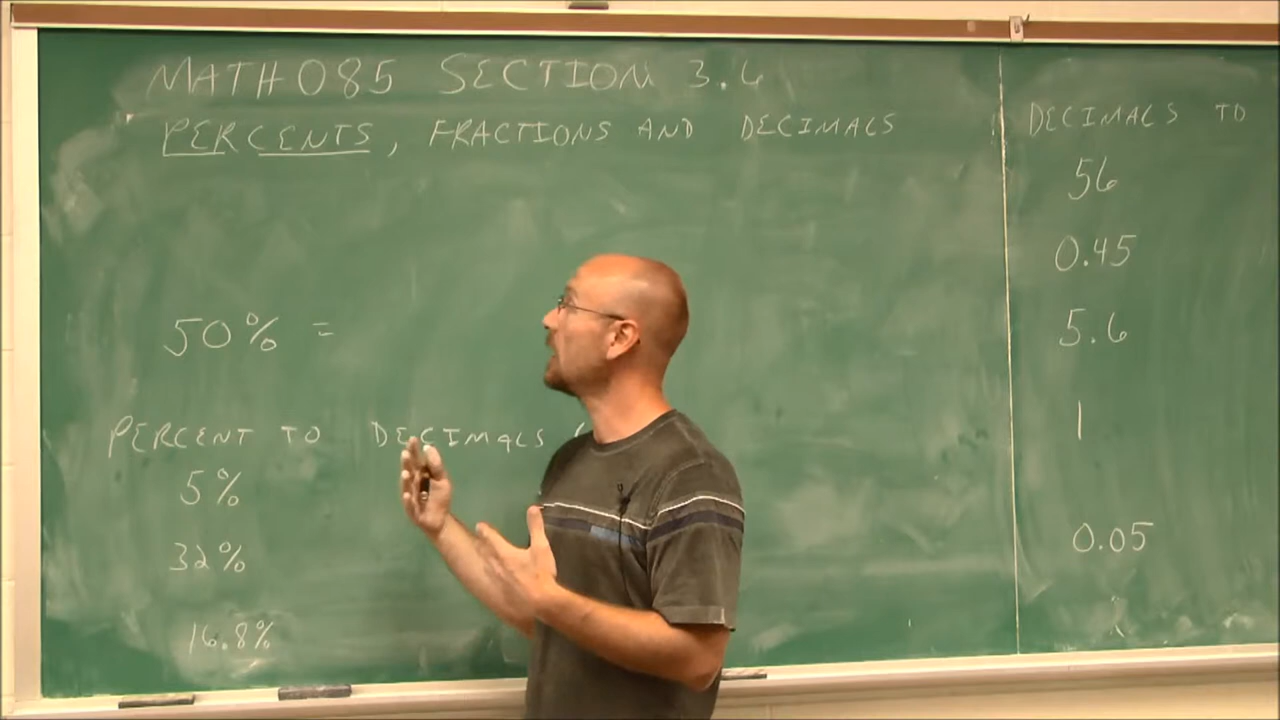 MATH 085 SECTION 3.6
PERCENTS, FRACTIONS AND DECIMALS
50% =
PERCENT TO DECIMALS
5%
32%
16.8%
DECIMALS TO
56
0.45
5.6
1
0.05